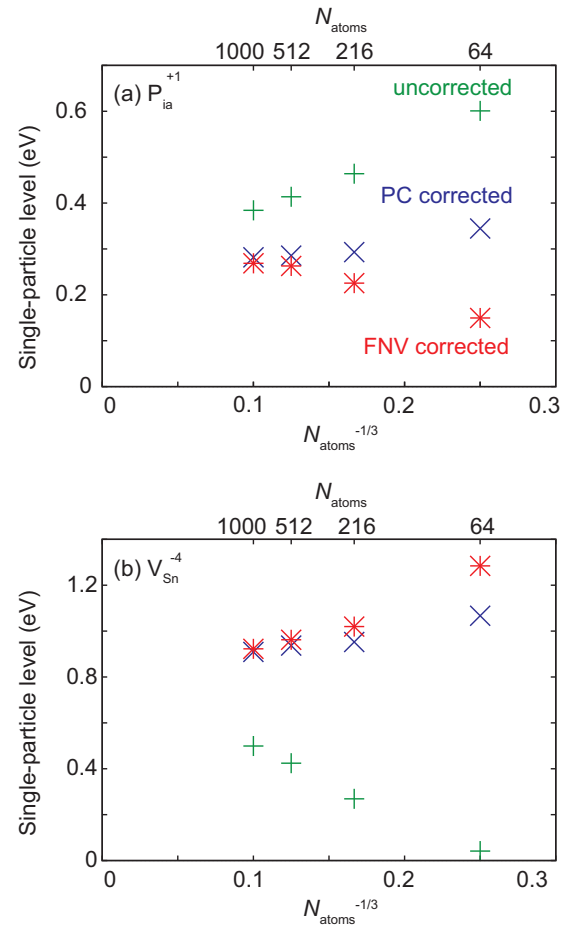 N atoms
1000 512 216 64
(a) P ia +1
uncorrected
0.6
PC corrected
0.4
0.2
FNV corrected
0
Single-particle level (eV)
0 0.1 0.2 0.3
N atoms -1/3
N atoms
1000 512 216 64
(b) V Sn -4
1.2
0.8
0.4
0
Single-particle level (eV)
0 0.1 0.2 0.3
N atoms -1/3